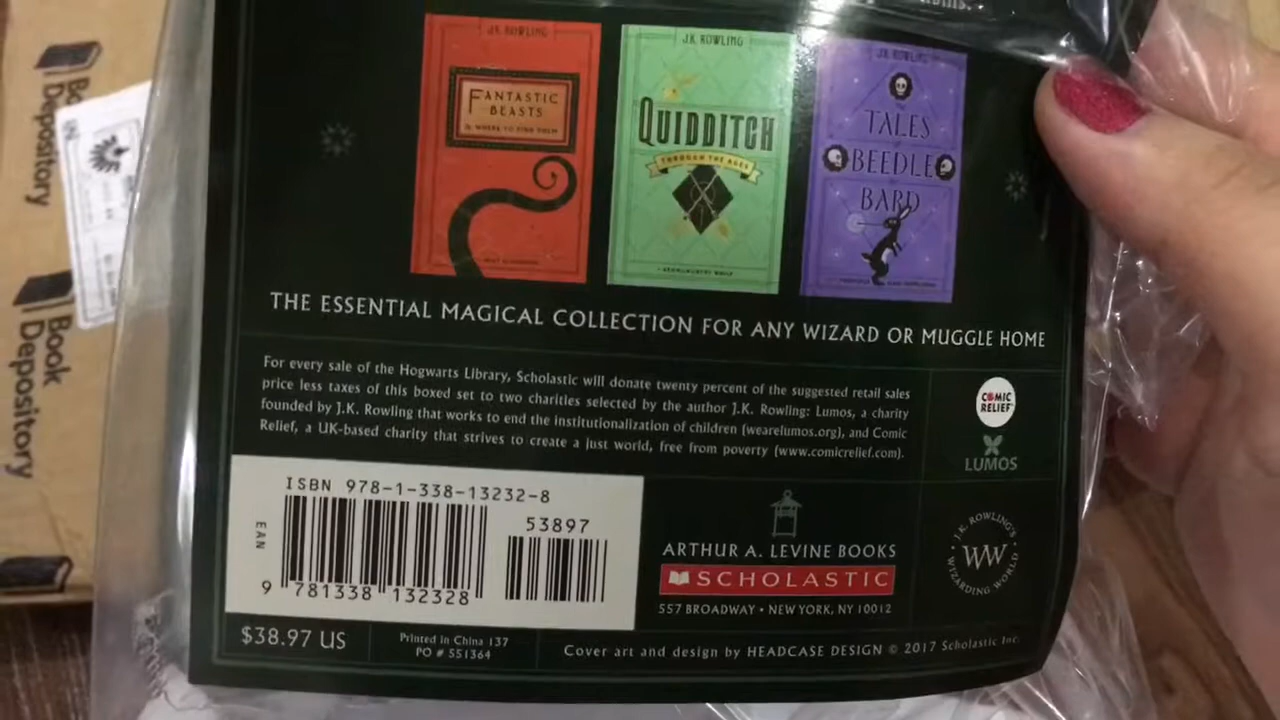 J.K. ROWLING
FANTASTIC
BEASTS
& WHERE TO FIND THEM
J.K. ROWLING
QUIDDITCH
THROUGH THE AGES
KENNILWORTHY WHISP
J.K. ROWLING
TALES
BEEDLE
BARD
THE ESSENTIAL MAGICAL COLLECTION FOR ANY WIZARD OR MUGGLE HOME
For every sale of the Hogwarts Library, Scholastic will donate twenty percent of the suggested retail sales
price less taxes of this boxed set to two charities selected by the author J.K. Rowling: Lumos, a charity
founded by J.K. Rowling that works to end the institutionalization of children (wearelumos.org), and Comic
Relief, a UK-based charity that strives to create a just world, free from poverty (www.comicrelief.com).
COMIC
RELIEF
LUMOS
ISBN 978-1-338-13232-8
53897
EAN
9 781338 132328
ARTHUR A. LEVINE BOOKS
SCHOLASTIC
557 BROADWAY • NEW YORK, NY 10012
J.K. ROWLING'S
WW
WIZARDING WORLD
$38.97 US
Printed in China 137
PO # 551364
Cover art and design by HEADCASE DESIGN © 2017 Scholastic Inc.
Book
Depository
Book
Depository